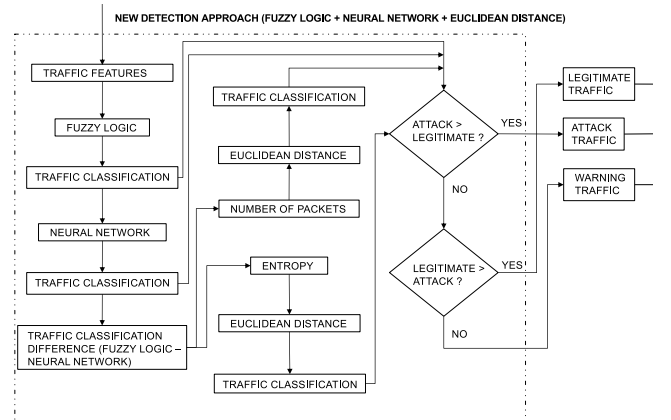 NEW DETECTION APPROACH (FUZZY LOGIC + NEURAL NETWORK + EUCLIDEAN DISTANCE)
TRAFFIC FEATURES
FUZZY LOGIC
TRAFFIC CLASSIFICATION
NEURAL NETWORK
TRAFFIC CLASSIFICATION
TRAFFIC CLASSIFICATION
DIFFERENCE (FUZZY LOGIC –
NEURAL NETWORK)
TRAFFIC CLASSIFICATION
EUCLIDEAN DISTANCE
NUMBER OF PACKETS
ENTROPY
EUCLIDEAN DISTANCE
TRAFFIC CLASSIFICATION
ATTACK >
LEGITIMATE ?
YES
NO
LEGITIMATE >
ATTACK ?
YES
NO
LEGITIMATE
TRAFFIC
ATTACK
TRAFFIC
WARNING
TRAFFIC